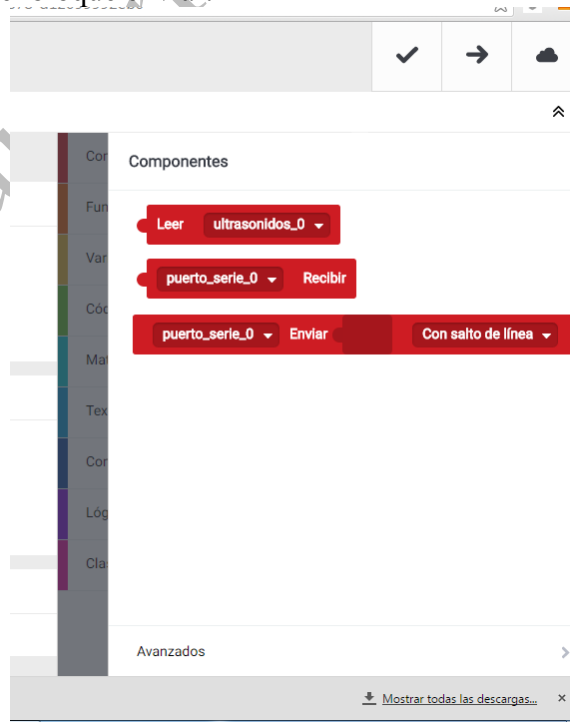 Componentes
Con
Fun
Var
Cód
Mat
Tex
Con
Lóg
Cla
Leer ultrasonidos_0
puerto_serie_0 Recibir
puerto_serie_0 Enviar Con salto de línea
Avanzados
Mostrar todas las descargas...